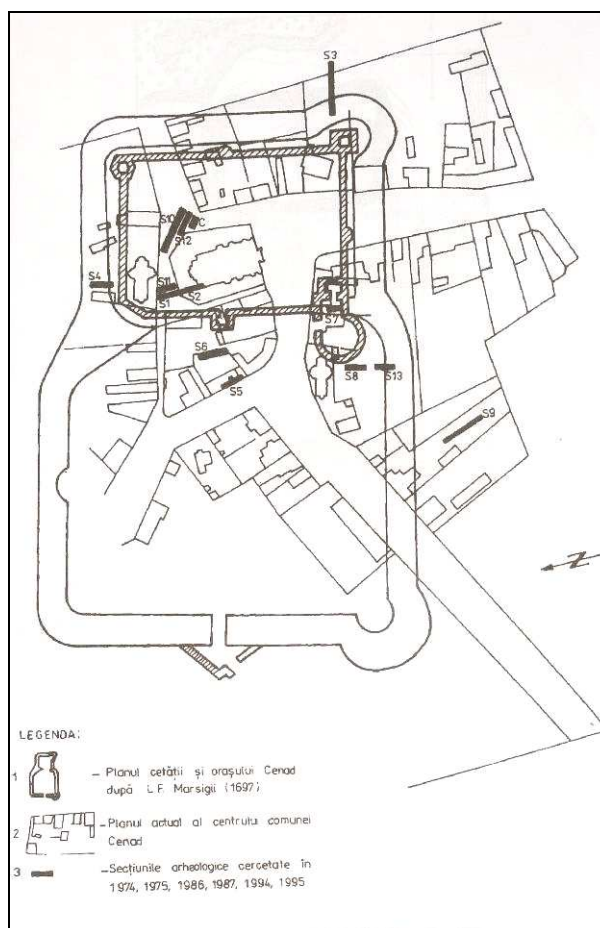 S3
S10
C
S12
S4
S11
S1
S2
S7
S6
S8
S13
S5
S9
N
LEGENDA:
1
– Planul cetății și orașului Cenad
după L.F. Marsigii (1697)
2
– Planul actual al centrului comunei
Cenad
3
– Secțiunile arheologice cercetate în
1974, 1975, 1986, 1987, 1994, 1995